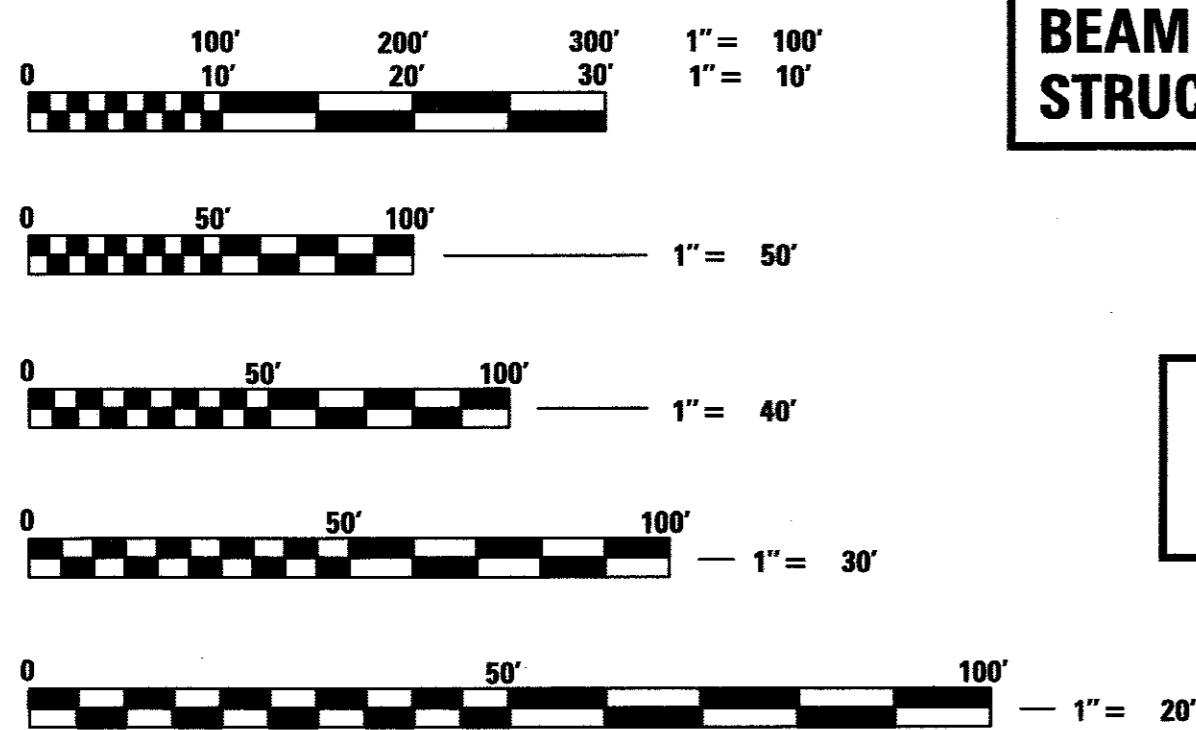 100' 200' 300' 1" = 100'
0 10' 20' 30' 1" = 10'
BEAM
0 50' 100'
1" = 50'
0 50' 100'
1" = 40'
0 50' 100'
1" = 30'
0 50' 100'
1" = 20'